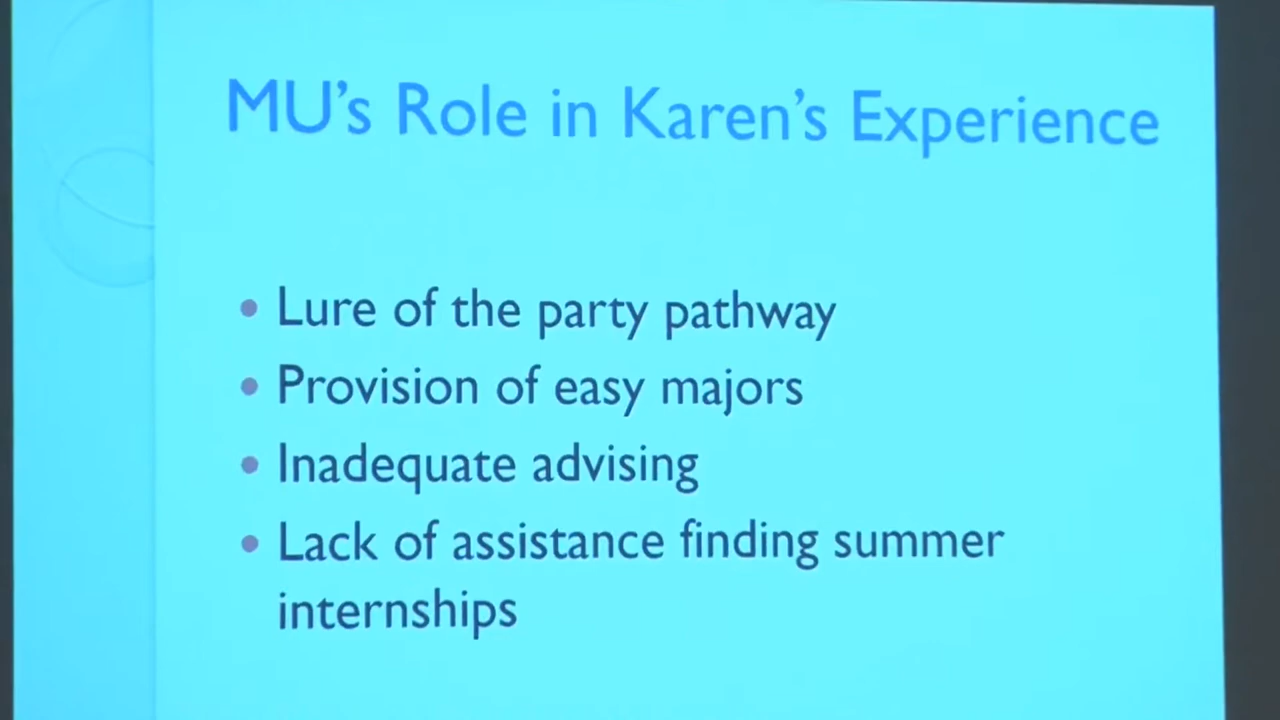 MU's Role in Karen's Experience
• Lure of the party pathway
• Provision of easy majors
• Inadequate advising
• Lack of assistance finding summer
internships